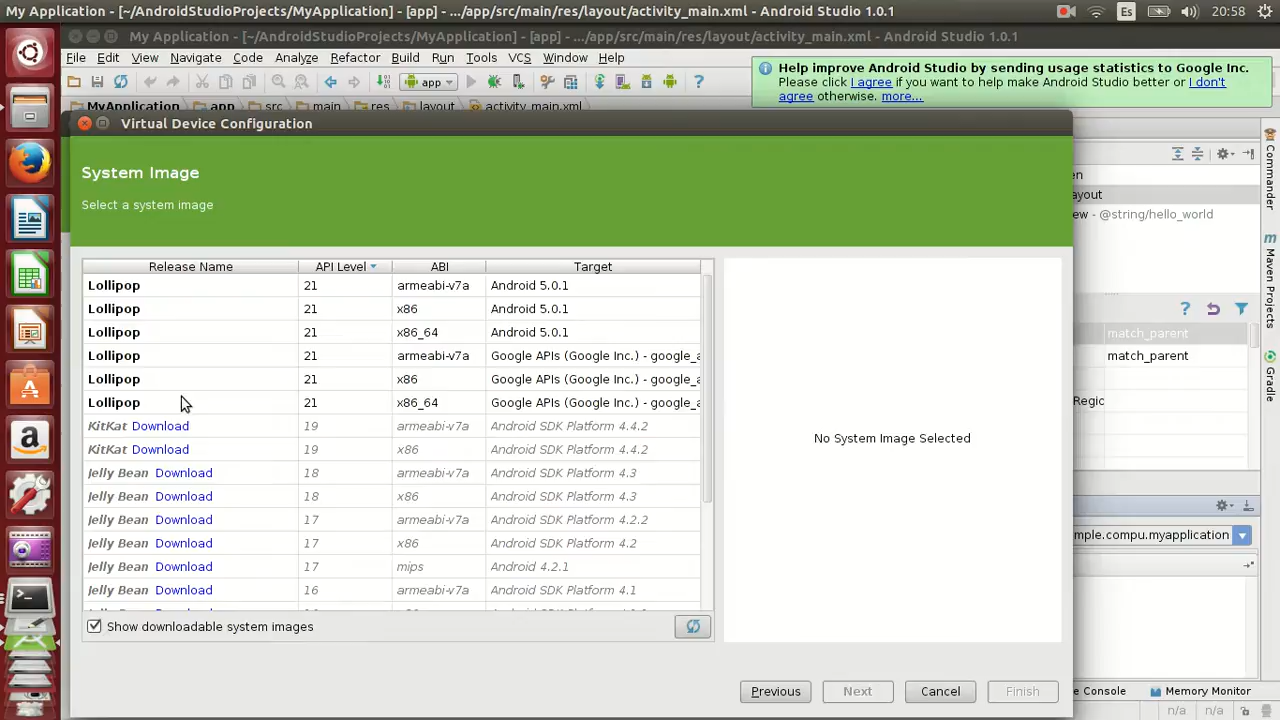 My Application - [~/AndroidStudioProjects/MyApplication] - [app] - .../app/src/main/res/layout/activity_main.xml - Android Studio 1.0.1
Es
20:58
My Application - [~/AndroidStudioProjects/MyApplication] - [app] - .../app/src/main/res/layout/activity_main.xml - Android Studio 1.0.1
File Edit View Navigate Code Analyze Refactor Build Run Tools VCS Window Help
app
Help improve Android Studio by sending usage statistics to Google Inc.
Please click I agree if you want to help make Android Studio better or I don't
agree otherwise. more...
MyApplication app src main res layout activity_main.xml
Virtual Device Configuration
System Image
Select a system image
Release Name API Level ABI Target
Lollipop 21 armeabi-v7a Android 5.0.1
Lollipop 21 x86 Android 5.0.1
Lollipop 21 x86_64 Android 5.0.1
Lollipop 21 armeabi-v7a Google APIs (Google Inc.) - google_a
Lollipop 21 x86 Google APIs (Google Inc.) - google_a
Lollipop 21 x86_64 Google APIs (Google Inc.) - google_a
KitKat Download 19 armeabi-v7a Android SDK Platform 4.4.2
KitKat Download 19 x86 Android SDK Platform 4.4.2
Jelly Bean Download 18 armeabi-v7a Android SDK Platform 4.3
Jelly Bean Download 18 x86 Android SDK Platform 4.3
Jelly Bean Download 17 armeabi-v7a Android SDK Platform 4.2.2
Jelly Bean Download 17 x86 Android SDK Platform 4.2
Jelly Bean Download 17 mips Android 4.2.1
Jelly Bean Download 16 armeabi-v7a Android SDK Platform 4.1
Show downloadable system images
No System Image Selected
Previous Next Cancel Finish
en
ayout
ew - @string/hello_world
match_parent
match_parent
Regic
mple.compu.myapplication
e Console
Memory Monitor
n/a n/a
Commander
Maven Projects
Gradle